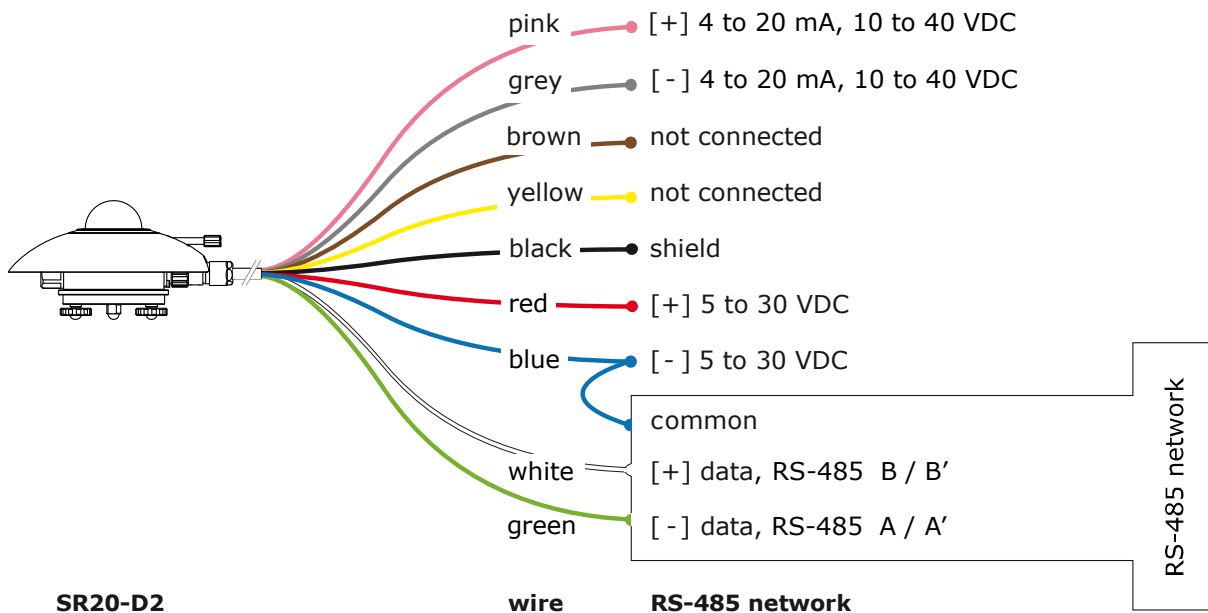 pink [+] 4 to 20 mA, 10 to 40 VDC
grey [-] 4 to 20 mA, 10 to 40 VDC
brown not connected
yellow not connected
black shield
red [+] 5 to 30 VDC
blue [-] 5 to 30 VDC
common
white [+] data, RS-485 B / B’
green [-] data, RS-485 A / A’
RS-485 network
SR20-D2 wire RS-485 network